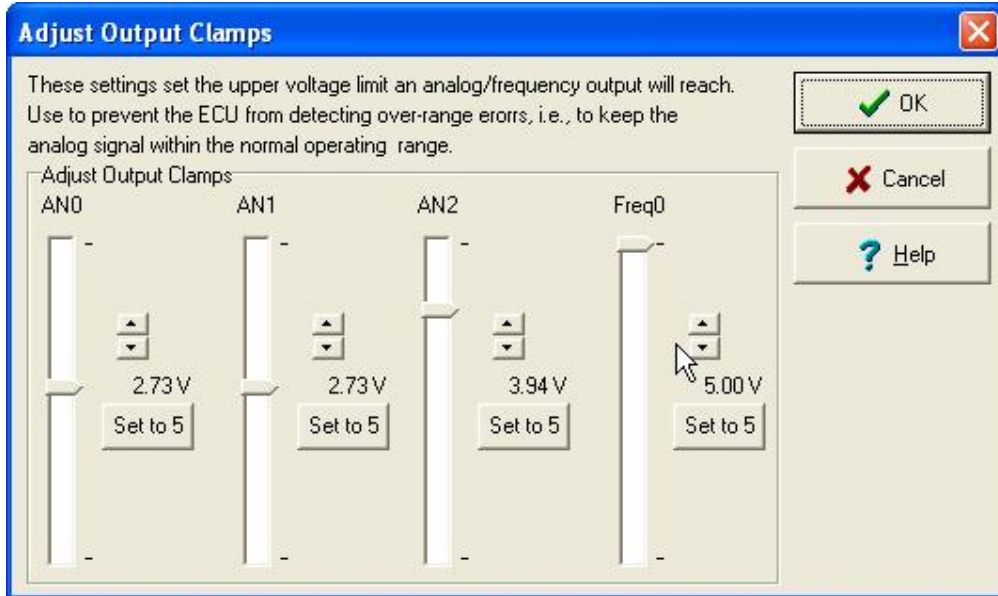 Adjust Output Clamps
These settings set the upper voltage limit an analog/frequency output will reach.
Use to prevent the ECU from detecting over-range erorrs, i.e., to keep the
analog signal within the normal operating range.
OK
Cancel
Help
Adjust Output Clamps
AN0 AN1 AN2 Freq0
2.73 V 2.73 V 3.94 V 5.00 V
Set to 5 Set to 5 Set to 5 Set to 5